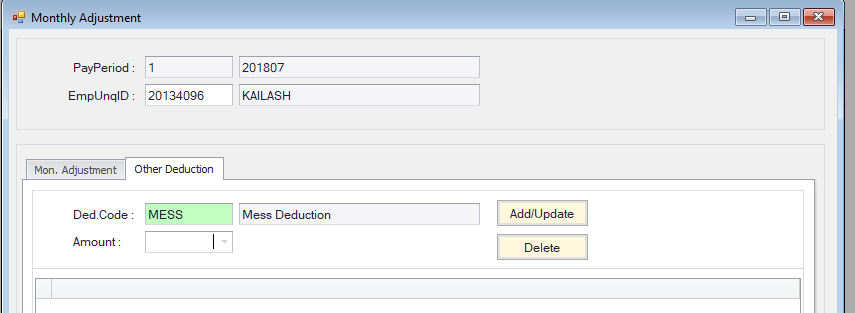 Monthly Adjustment
PayPeriod : 1 201807
EmpUnqID : 20134096 KAILASH
Mon. Adjustment Other Deduction
Ded.Code : MESS Mess Deduction Add/Update
Amount : Delete